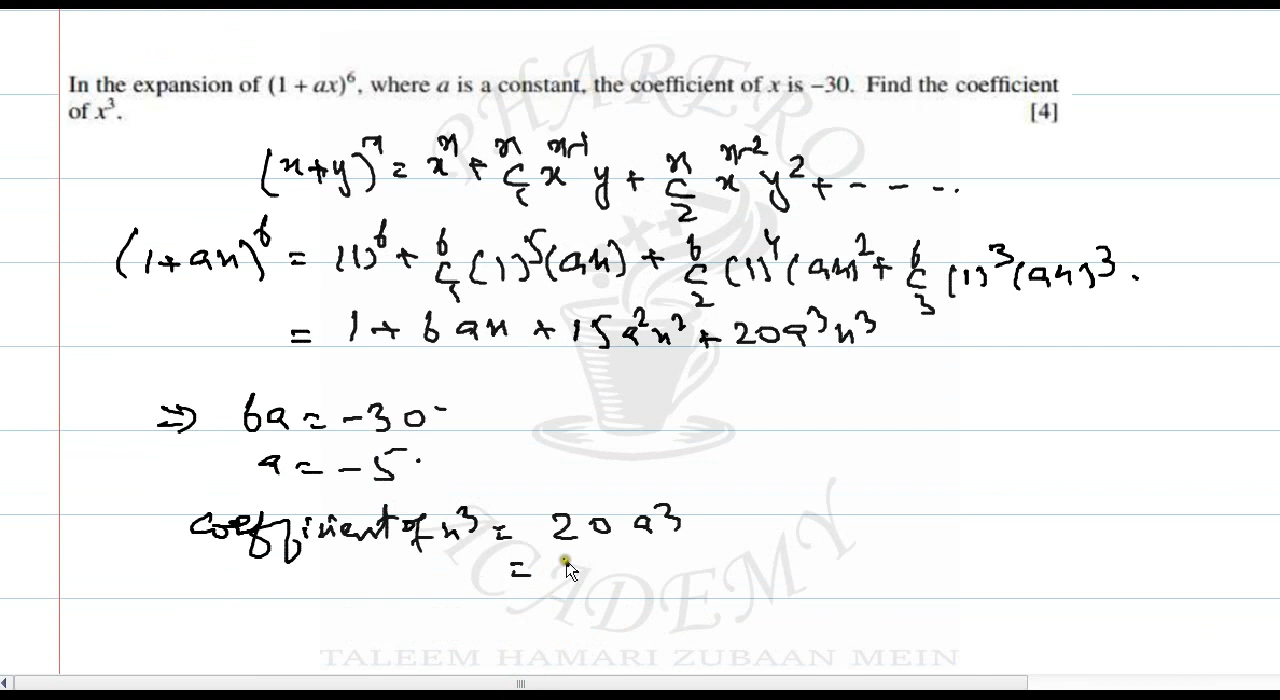 In the expansion of (1 + ax)⁶, where a is a constant, the coefficient of x is −30. Find the coefficient
of x³. [4]
(x+y)ⁿ = xⁿ + ⁿC₁ xⁿ⁻¹ y + ⁿC₂ xⁿ⁻² y² + - - - -.
(1+ax)⁶ = (1)⁶ + ⁶C₁ (1)⁵(ax) + ⁶C₂ (1)⁴(ax)² + ⁶C₃ (1)³(ax)³.
= 1 + 6ax + 15a²x² + 20a³x³
⇒ 6a = -30
a = -5.
coefficient of x³ = 20a³
=
PHARERO
ACADEMY
TALEEM HAMARI ZUBAAN MEIN